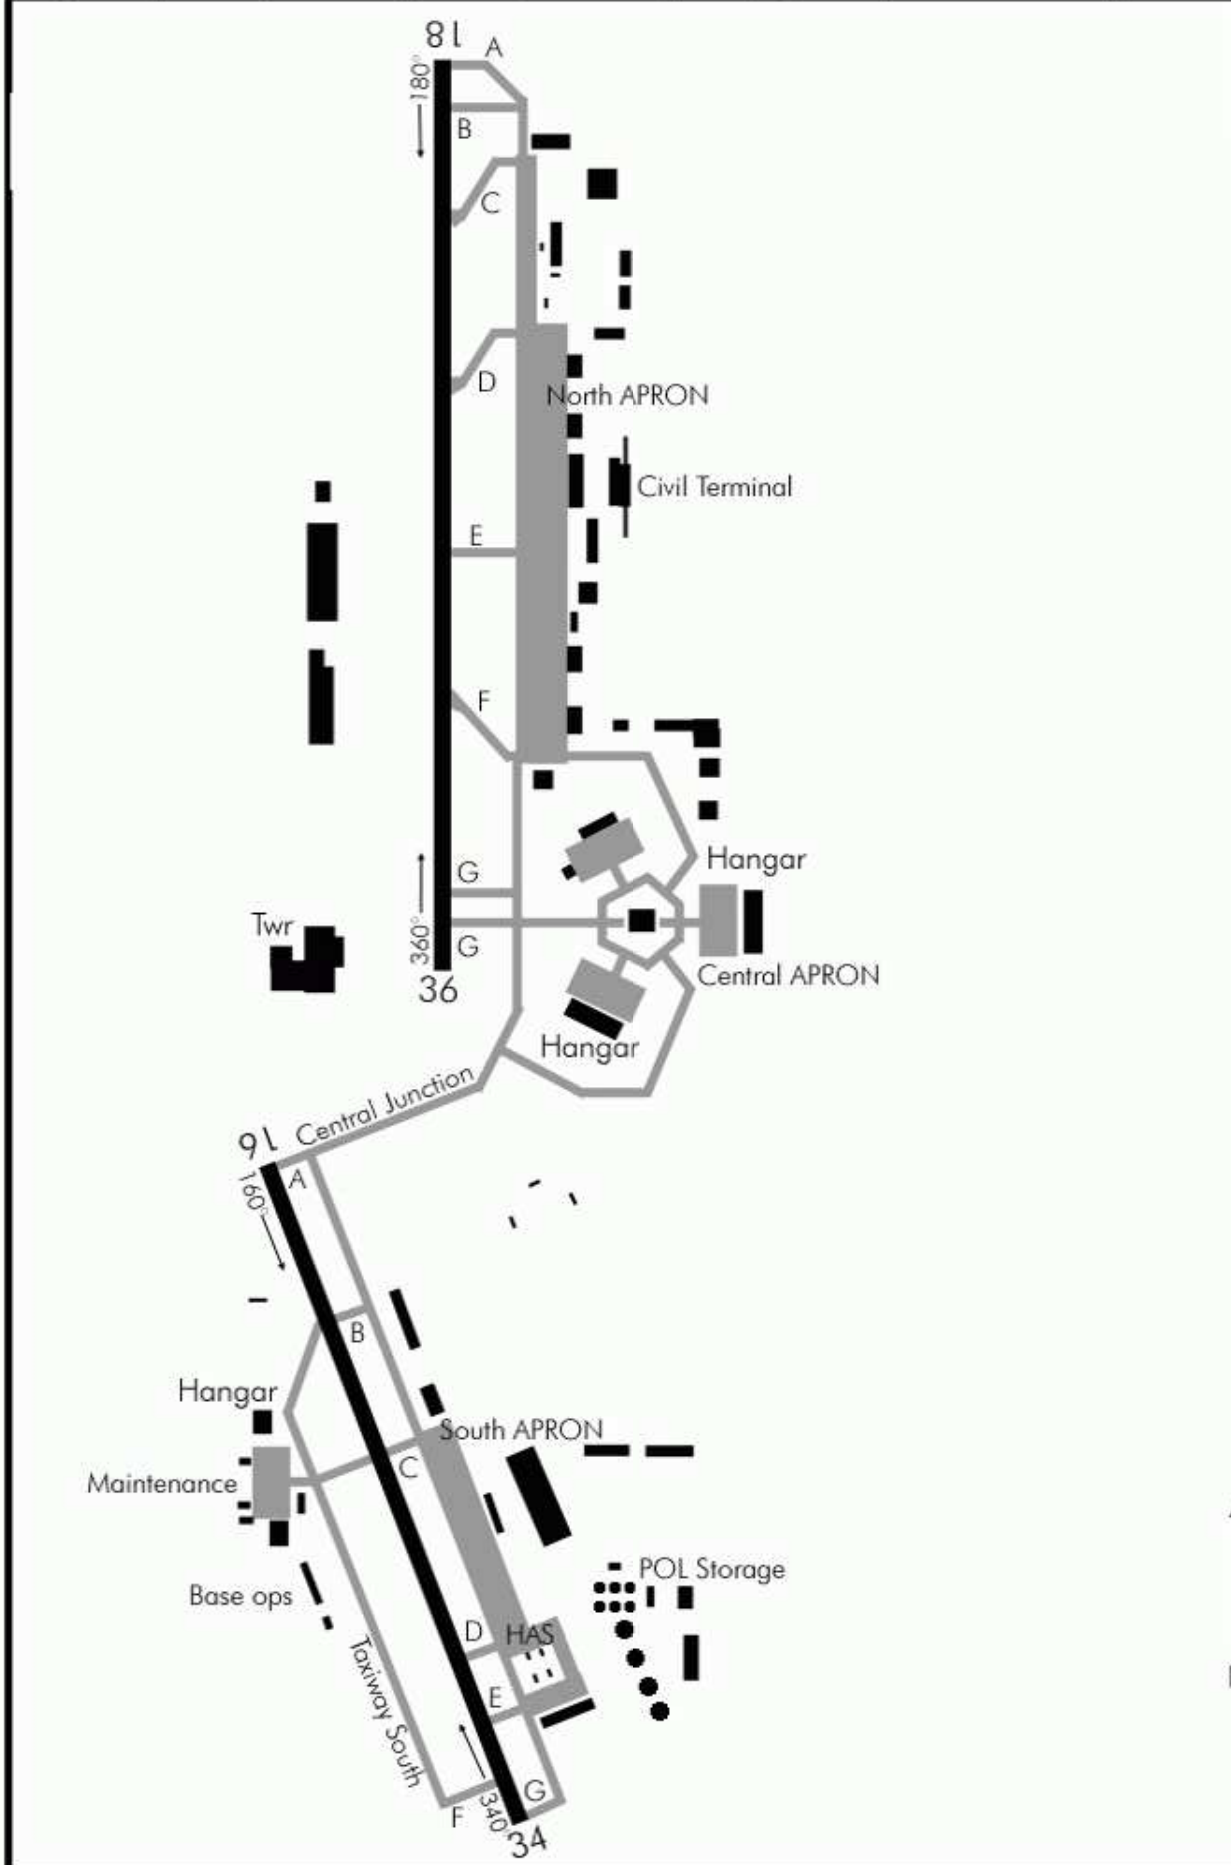 18
A
180°
B
C
D
North APRON
Civil Terminal
E
F
G
Hangar
Twr
360°
G
Central APRON
36
Hangar
Central Junction
16
A
160°
B
Hangar
South APRON
C
Maintenance
POL Storage
Base ops
D
HAS
Taxiway South
E
G
F
340°
34